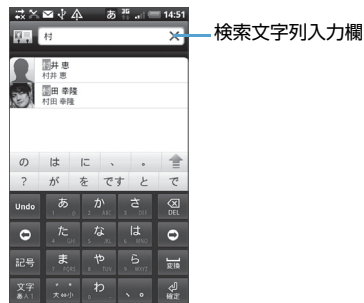 あ 3G 14:51
村
検索文字列入力欄
村井 恵
村井 恵
村田 幸隆
村田 幸隆
の は に 、 。
? が を です と で
Undo あ か さ DEL
た な は
記号 ま や ら 変換
文字 わ 、 。 確定
大⇔小